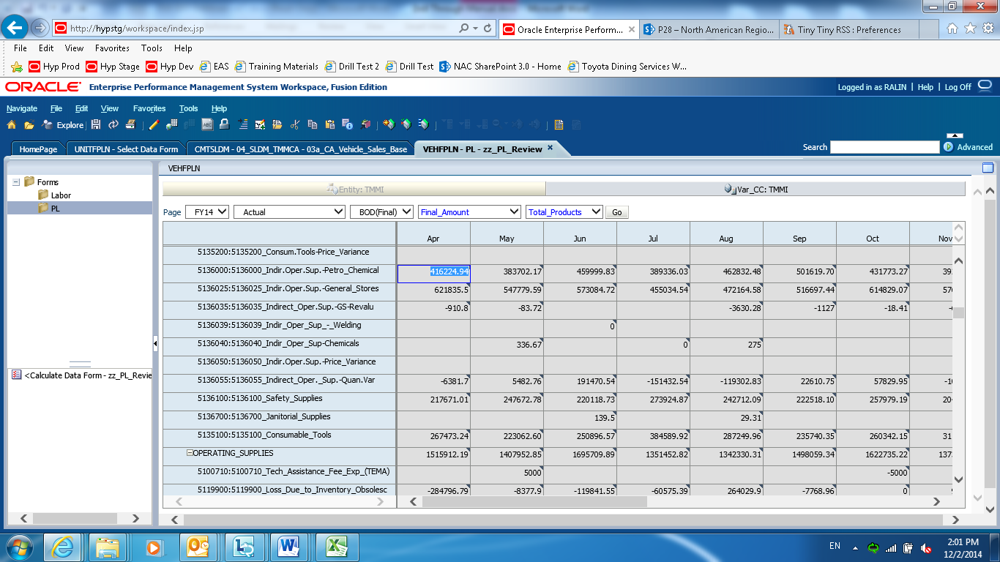 http://hypstg/workspace/index.jsp
Oracle Enterprise Perform... P28 – North American Regio... Tiny Tiny RSS : Preferences
File Edit View Favorites Tools Help
Hyp Prod Hyp Stage Hyp Dev EAS Training Materials Drill Test 2 Drill Test NAC SharePoint 3.0 - Home Toyota Dining Services W...
ORACLE Enterprise Performance Management System Workspace, Fusion Edition Logged in as RALIN | Help | Log Off
Navigate File Edit View Favorites Tools Help
Explore
HomePage UNITFPLN - Select Data Form CMTSLDM - 04_SLDM_TMMCA - 03a_CA_Vehicle_Sales_Base VEHFPLN - PL - zz_PL_Review Search Advanced
Forms
Labor
PL
<Calculate Data Form - zz_PL_Revie
VEHFPLN
Entity: TMMI Var_CC: TMMI
Page FY14 Actual BOD(Final) Final_Amount Total_Products Go
Apr May Jun Jul Aug Sep Oct Nov
5135200:5135200_Consum.Tools-Price_Variance
5136000:5136000_Indir.Oper.Sup.-Petro_Chemical 416224.94 383702.17 459999.83 389336.03 462832.48 501619.70 431773.27
5136025:5136025_Indir.Oper.Sup.-General_Stores 621835.5 547779.59 573084.72 455034.54 472164.58 516697.44 614829.07
5136035:5136035_Indirect_Oper.Sup.-GS-Revalu -910.8 -83.72 -3630.28 -1127 -18.41
5136039:5136039_Indir_Oper_Sup_-_Welding 0
5136040:5136040_Indir_Oper_Sup-Chemicals 336.67 0 275
5136050:5136050_Indir.Oper.Sup.-Price_Variance
5136055:5136055_Indirect_Oper._Sup.-Quan.Var -6381.7 5482.76 191470.54 -151432.54 -119302.83 22610.75 57829.95
5136100:5136100_Safety_Supplies 217671.01 247672.78 220118.73 273924.87 242712.09 222518.10 257979.19
5136700:5136700_Janitorial_Supplies 139.5 29.31
5135100:5135100_Consumable_Tools 267473.24 223062.60 250896.57 384589.92 287249.96 235740.35 260342.15
OPERATING_SUPPLIES 1515912.19 1407952.85 1695709.89 1351452.82 1342330.31 1498059.34 1622735.22
5100710:5100710_Tech_Assistance_Fee_Exp_(TEMA) 5000 -5000
5119900:5119900_Loss_Due_to_Inventory_Obsolesc -284796.79 -8377.9 -119841.55 -60575.39 264029.9 -7768.96 0
EN 2:01 PM
12/2/2014